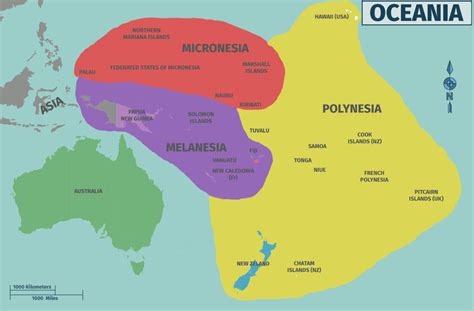 OCEANIA
HAWAII (USA)
NORTHERN
MARIANA ISLANDS
MICRONESIA
MARSHALL
ISLANDS
PALAU
FEDERATED STATES OF MICRONESIA
NAURU
KIRIBATI
ASIA
PAPUA
NEW GUINEA
SOLOMON
ISLANDS
POLYNESIA
TUVALU
MELANESIA
FIJI
SAMOA
COOK
ISLANDS (NZ)
VANUATU
TONGA
NEW CALEDONIA
(Fr)
NIUE
FRENCH
POLYNESIA
AUSTRALIA
PITCAIRN
ISLANDS (UK)
NEW ZELAND
CHATAM
ISLANDS (NZ)
N
1000 Kilometers
1000 Miles